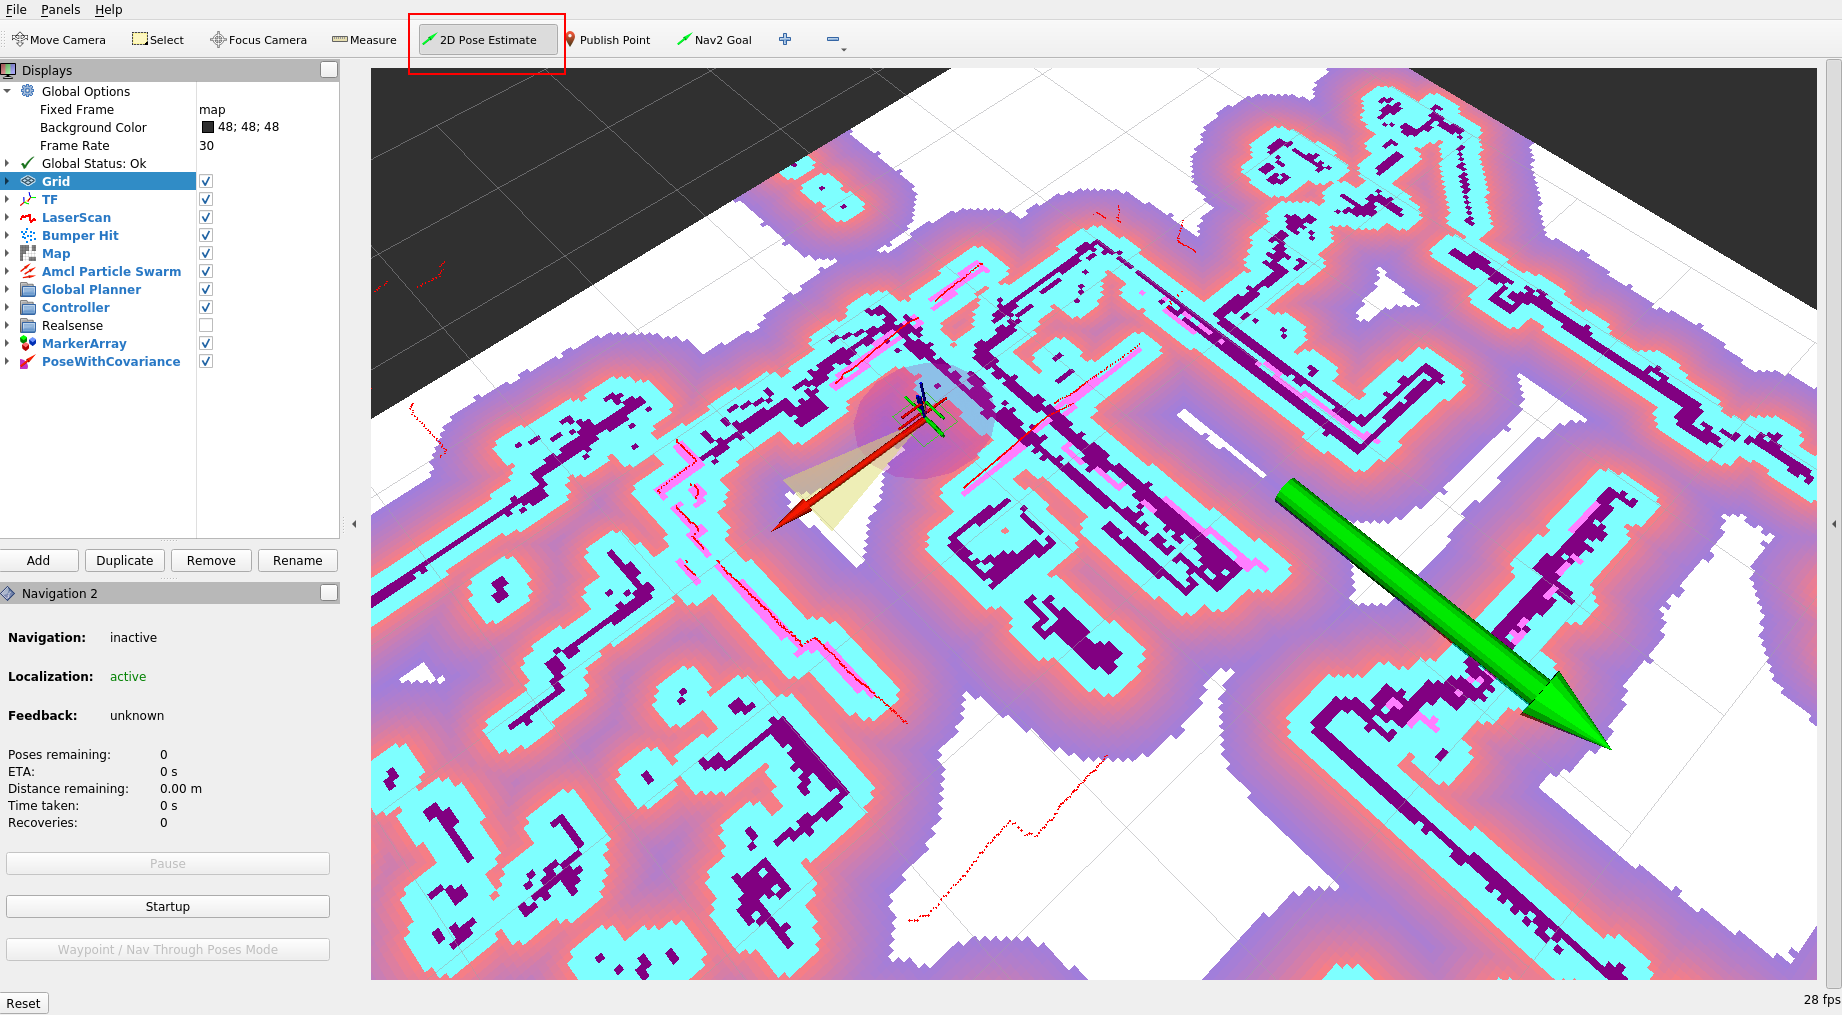 File Panels Help
Move Camera Select Focus Camera Measure 2D Pose Estimate Publish Point Nav2 Goal
Displays
Global Options
Fixed Frame map
Background Color 48; 48; 48
Frame Rate 30
Global Status: Ok
Grid
TF
LaserScan
Bumper Hit
Map
Amcl Particle Swarm
Global Planner
Controller
Realsense
MarkerArray
PoseWithCovariance
Add Duplicate Remove Rename
Navigation 2
Navigation: inactive
Localization: active
Feedback: unknown
Poses remaining: 0
ETA: 0 s
Distance remaining: 0.00 m
Time taken: 0 s
Recoveries: 0
Pause
Startup
Waypoint / Nav Through Poses Mode
Reset
28 fps